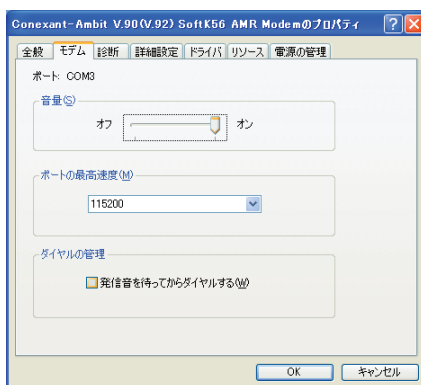 Conexant-Ambit V.90(V.92) SoftK56 AMR Modemのプロパティ
全般 モデム 診断 詳細設定 ドライバ リソース 電源の管理
ポート: COM3
音量(S)
オフ オン
ポートの最高速度(M)
115200
ダイヤルの管理
発信音を待ってからダイヤルする(W)
OK キャンセル